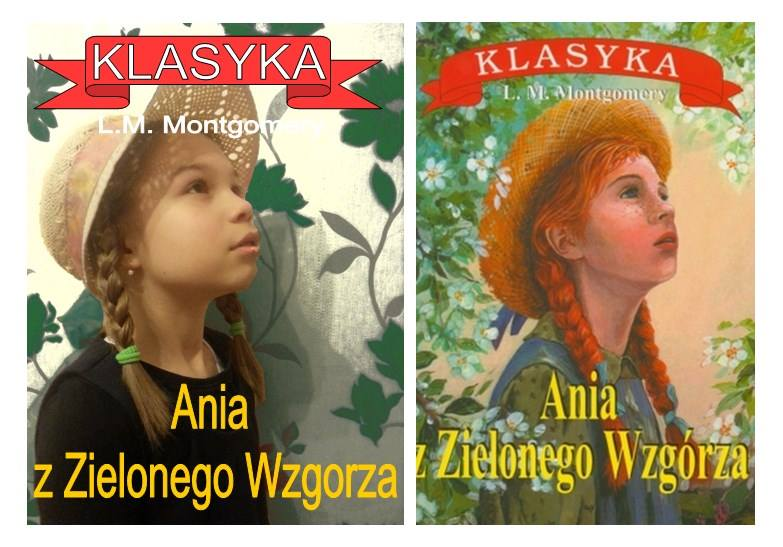 KLASYKA
L.M. Montgomery
Ania
z Zielonego Wzgorza
KLASYKA
L. M. Montgomery
Ania
z Zielonego Wzgórza